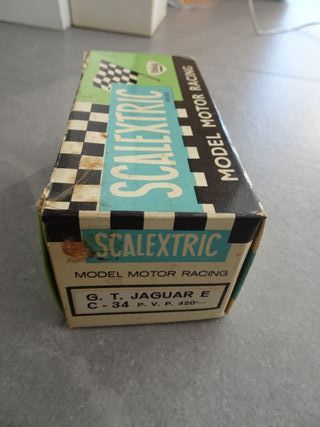 SCALEXTRIC
MODEL MOTOR RACING
SCALEXTRIC
MODEL MOTOR RACING
G. T. JAGUAR E
C - 34 P. V. P. 420'—